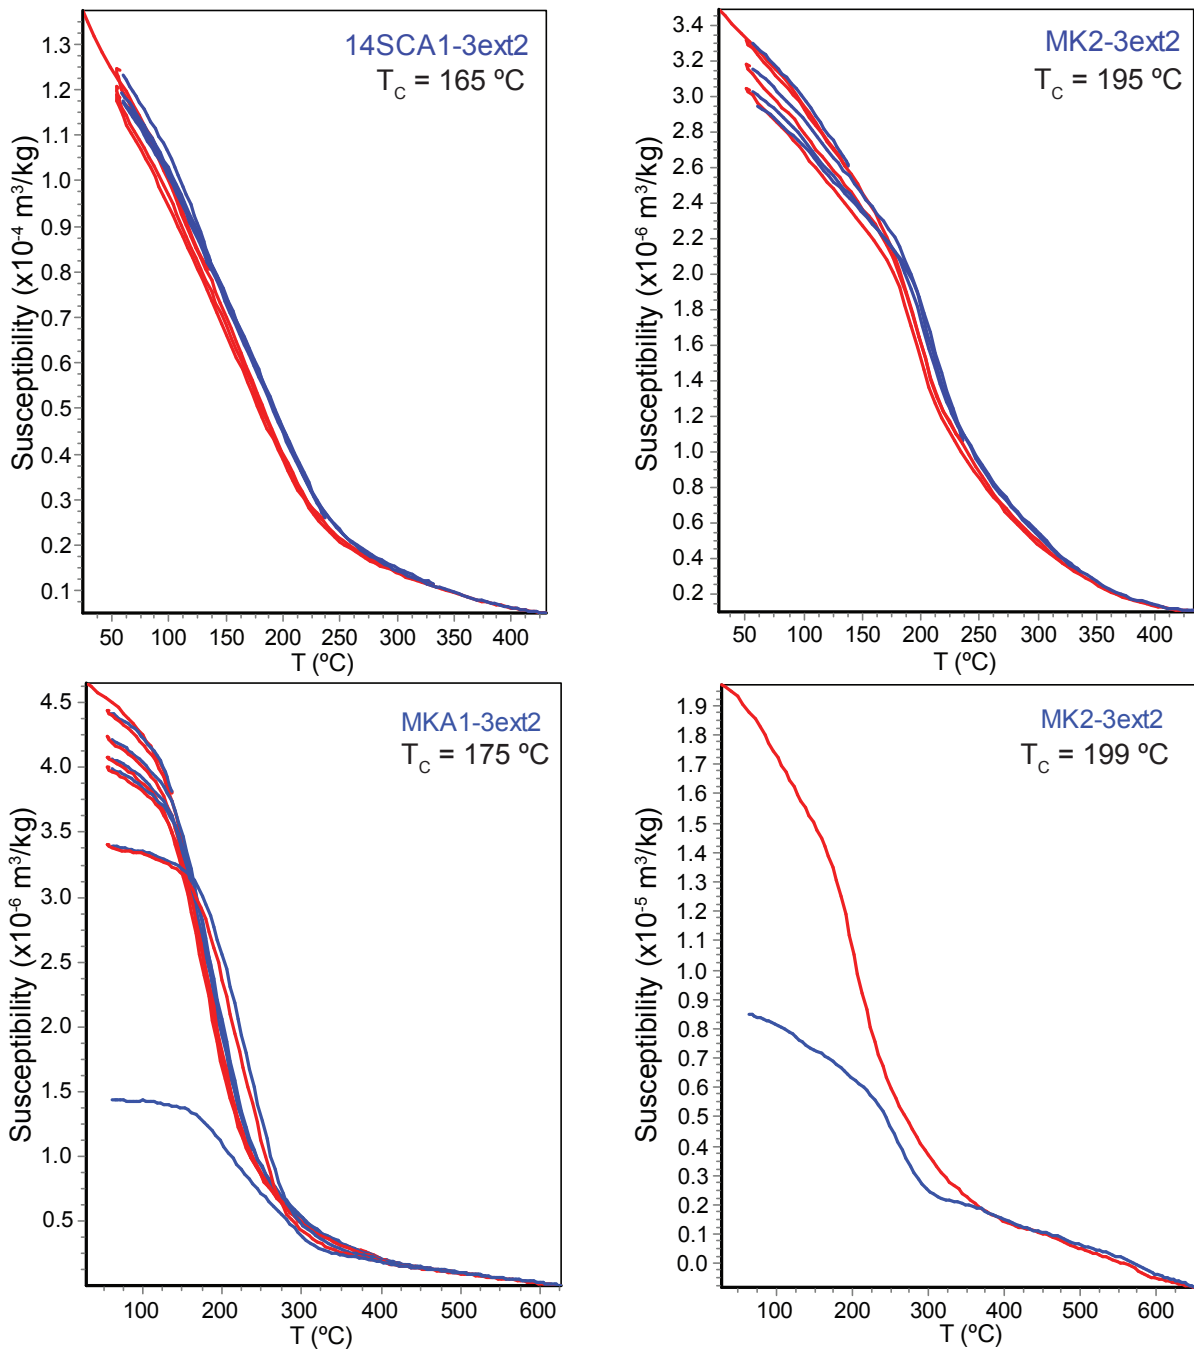 14SCA1-3ext2
T_C = 165 ºC
Susceptibility (x10⁻⁴ m³/kg)
1.3
1.2
1.1
1.0
0.9
0.8
0.7
0.6
0.5
0.4
0.3
0.2
0.1
50 100 150 200 250 300 350 400
T (ºC)
MK2-3ext2
T_C = 195 ºC
Susceptibility (x10⁻⁶ m³/kg)
3.4
3.2
3.0
2.8
2.6
2.4
2.2
2.0
1.8
1.6
1.4
1.2
1.0
0.8
0.6
0.4
0.2
50 100 150 200 250 300 350 400
T (ºC)
MKA1-3ext2
T_C = 175 ºC
Susceptibility (x10⁻⁶ m³/kg)
4.5
4.0
3.5
3.0
2.5
2.0
1.5
1.0
0.5
100 200 300 400 500 600
T (ºC)
MK2-3ext2
T_C = 199 ºC
Susceptibility (x10⁻⁵ m³/kg)
1.9
1.8
1.7
1.6
1.5
1.4
1.3
1.2
1.1
1.0
0.9
0.8
0.7
0.6
0.5
0.4
0.3
0.2
0.1
0.0
100 200 300 400 500 600
T (ºC)